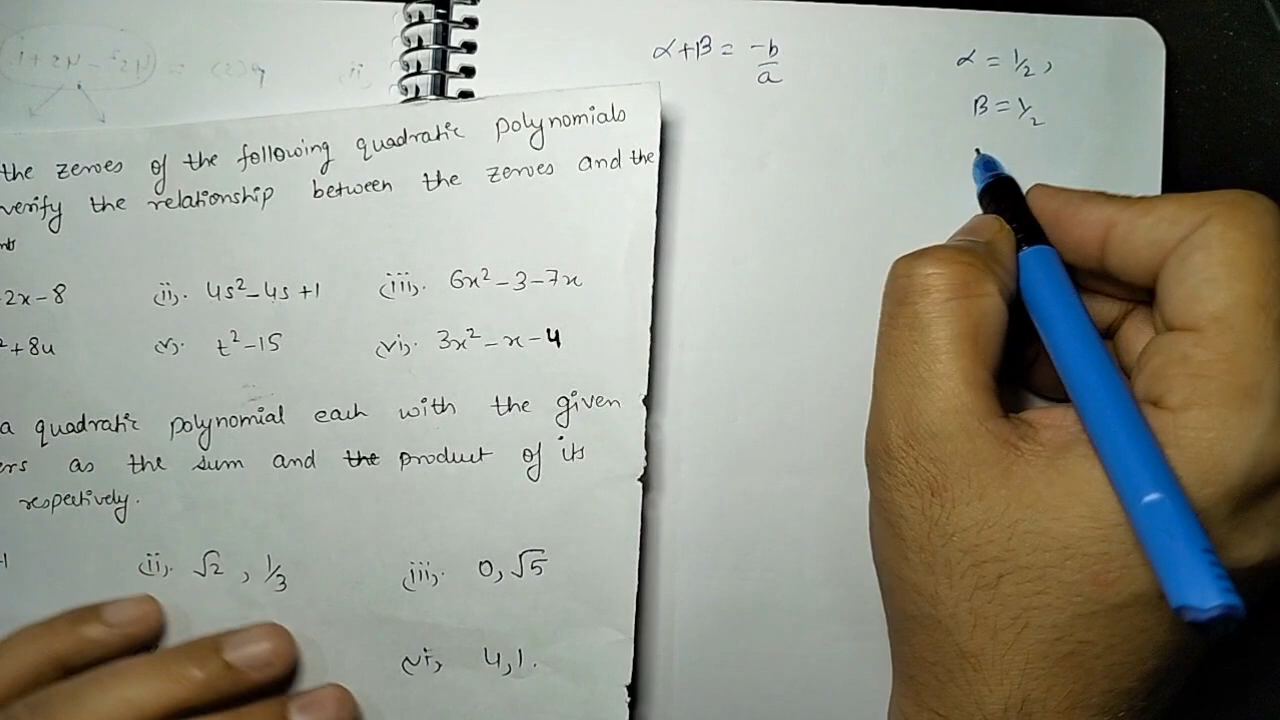 the zeroes of the following quadratic polynomials
verify the relationship between the zeroes and the
2x - 8 (ii). 4s² - 4s + 1 (iii). 6x² - 3 - 7x
² + 8u (v). t² - 15 (vi). 3x² - x - 4
a quadratic polynomial each with the given
ers as the sum and the product of its
respectively.
-1 (ii). √2 , 1/3 (iii). 0, √5
(vi), 4,1.
α+β = -b/a
α = 1/2,
β = 1/2